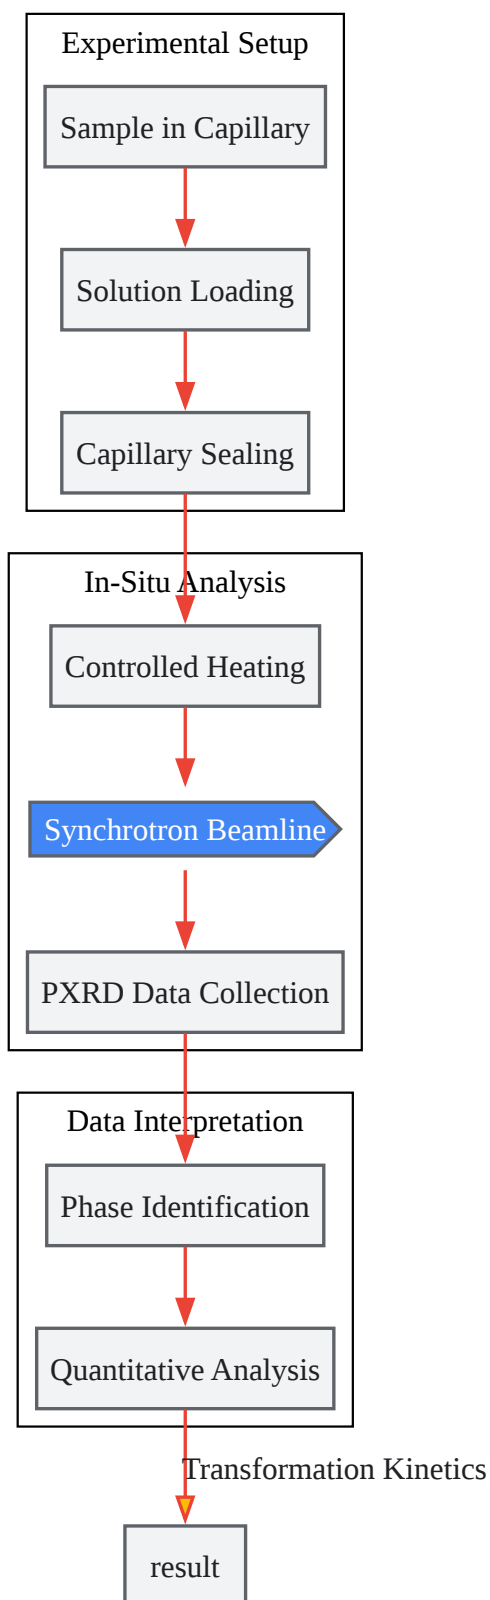 Experimental Setup
Sample in Capillary
Solution Loading
Capillary Sealing
In-Situ Analysis
Controlled Heating
Synchrotron Beamline
PXRD Data Collection
Data Interpretation
Phase Identification
Quantitative Analysis
Transformation Kinetics
result